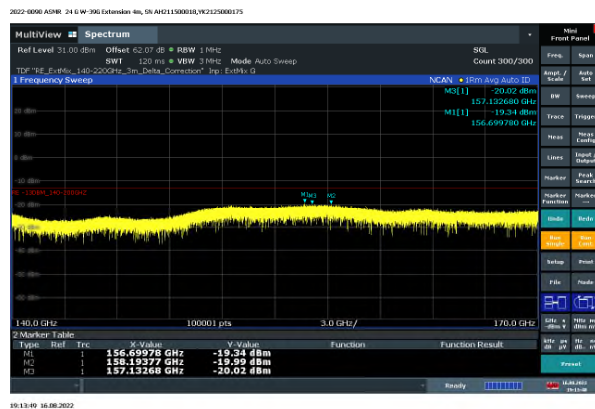 2022-0090 ASMR 24 G W-39G Extension 4m, SN AH211500018,YK2125000175
MultiView Spectrum
Ref Level 31.00 dBm Offset 62.07 dB RBW 1 MHz SGL
SWT 120 ms VBW 3 MHz Mode Auto Sweep Count 300/300
TDF "RE_ExtMix_140-220GHz_3m_Delta_Correction" Inp: ExtMix G
1 Frequency Sweep NCAN 1Rm Avg Auto ID
M3[1] -20.02 dBm
157.132680 GHz
M1[1] -19.34 dBm
156.699780 GHz
20 dBm
10 dBm
0 dBm
-10 dBm
M1 M3 M2
-20 dBm
-30 dBm
-40 dBm
-50 dBm
-60 dBm
140.0 GHz 100001 pts 3.0 GHz/ 170.0 GHz
2 Marker Table
Type Ref Trc X-Value Y-Value Function Function Result
M1 1 156.69978 GHz -19.34 dBm
M2 1 158.19377 GHz -19.99 dBm
M3 1 157.13268 GHz -20.02 dBm
Ready 16.08.2022
19:13:49
Mini
Front Panel
Freq. Span
Ampt. / Scale Auto Set
BW Sweep
Trace Trigge
Meas Meas Config
Lines Input / Output
Marker Peak Search
Marker Function Marker
Undo Redo
Run Single Run Cont.
Setup Print
File Mode
Preset
19:13:49 16.08.2022